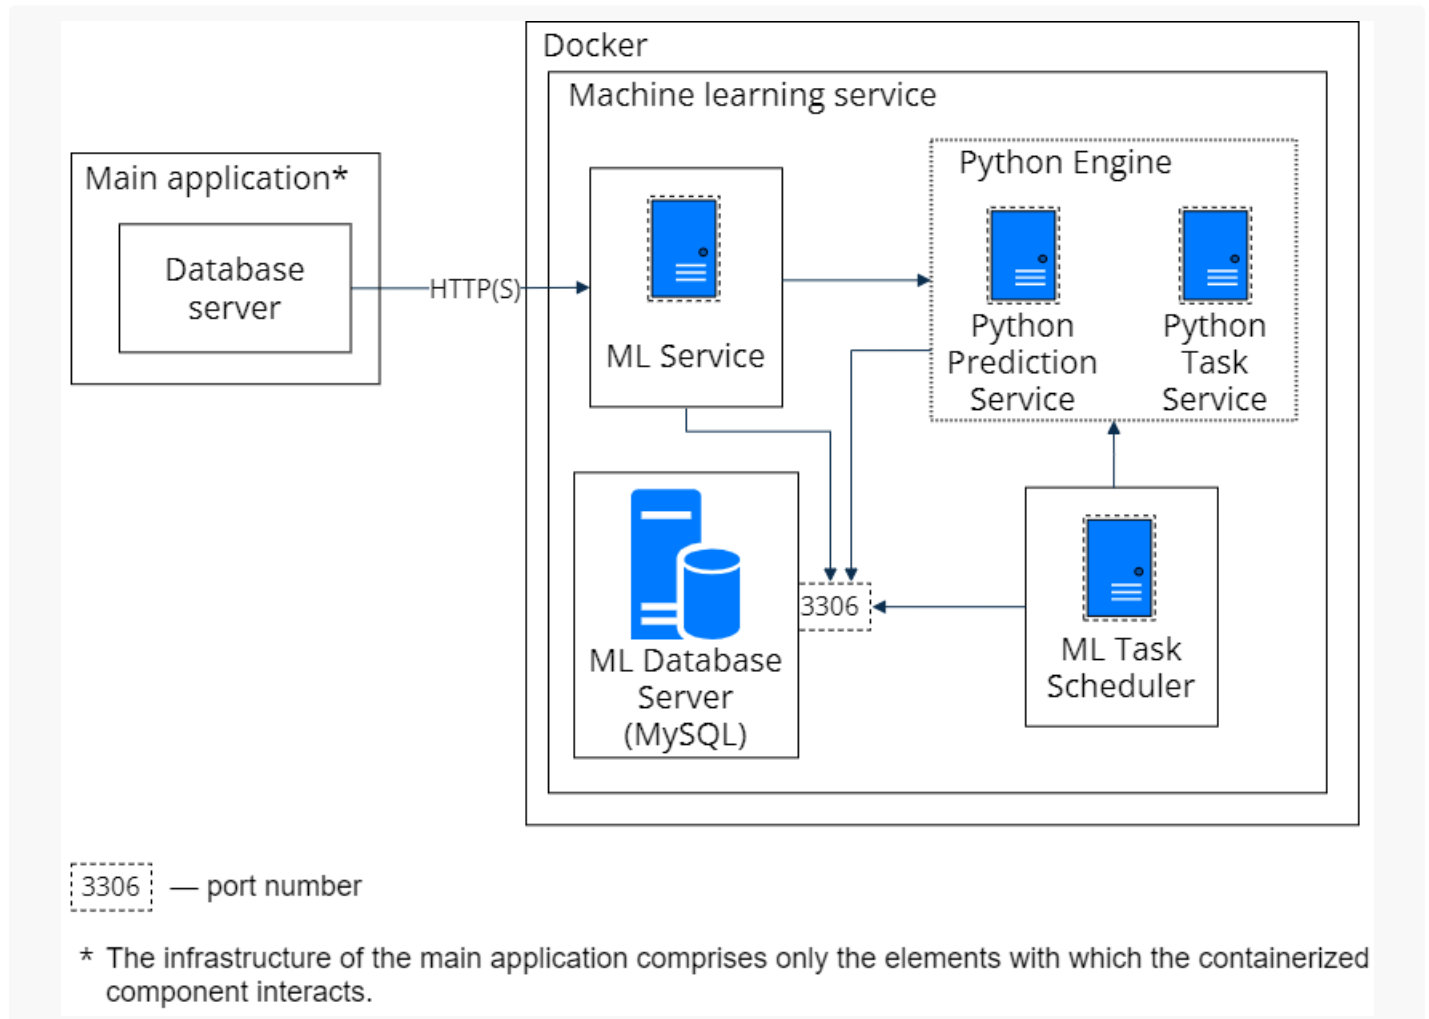 Docker
Machine learning service
Main application*
Database
server
HTTP(S)
ML Service
Python Engine
Python
Prediction
Service
Python
Task
Service
ML Database
Server
(MySQL)
3306
ML Task
Scheduler
3306 — port number
* The infrastructure of the main application comprises only the elements with which the containerized
component interacts.